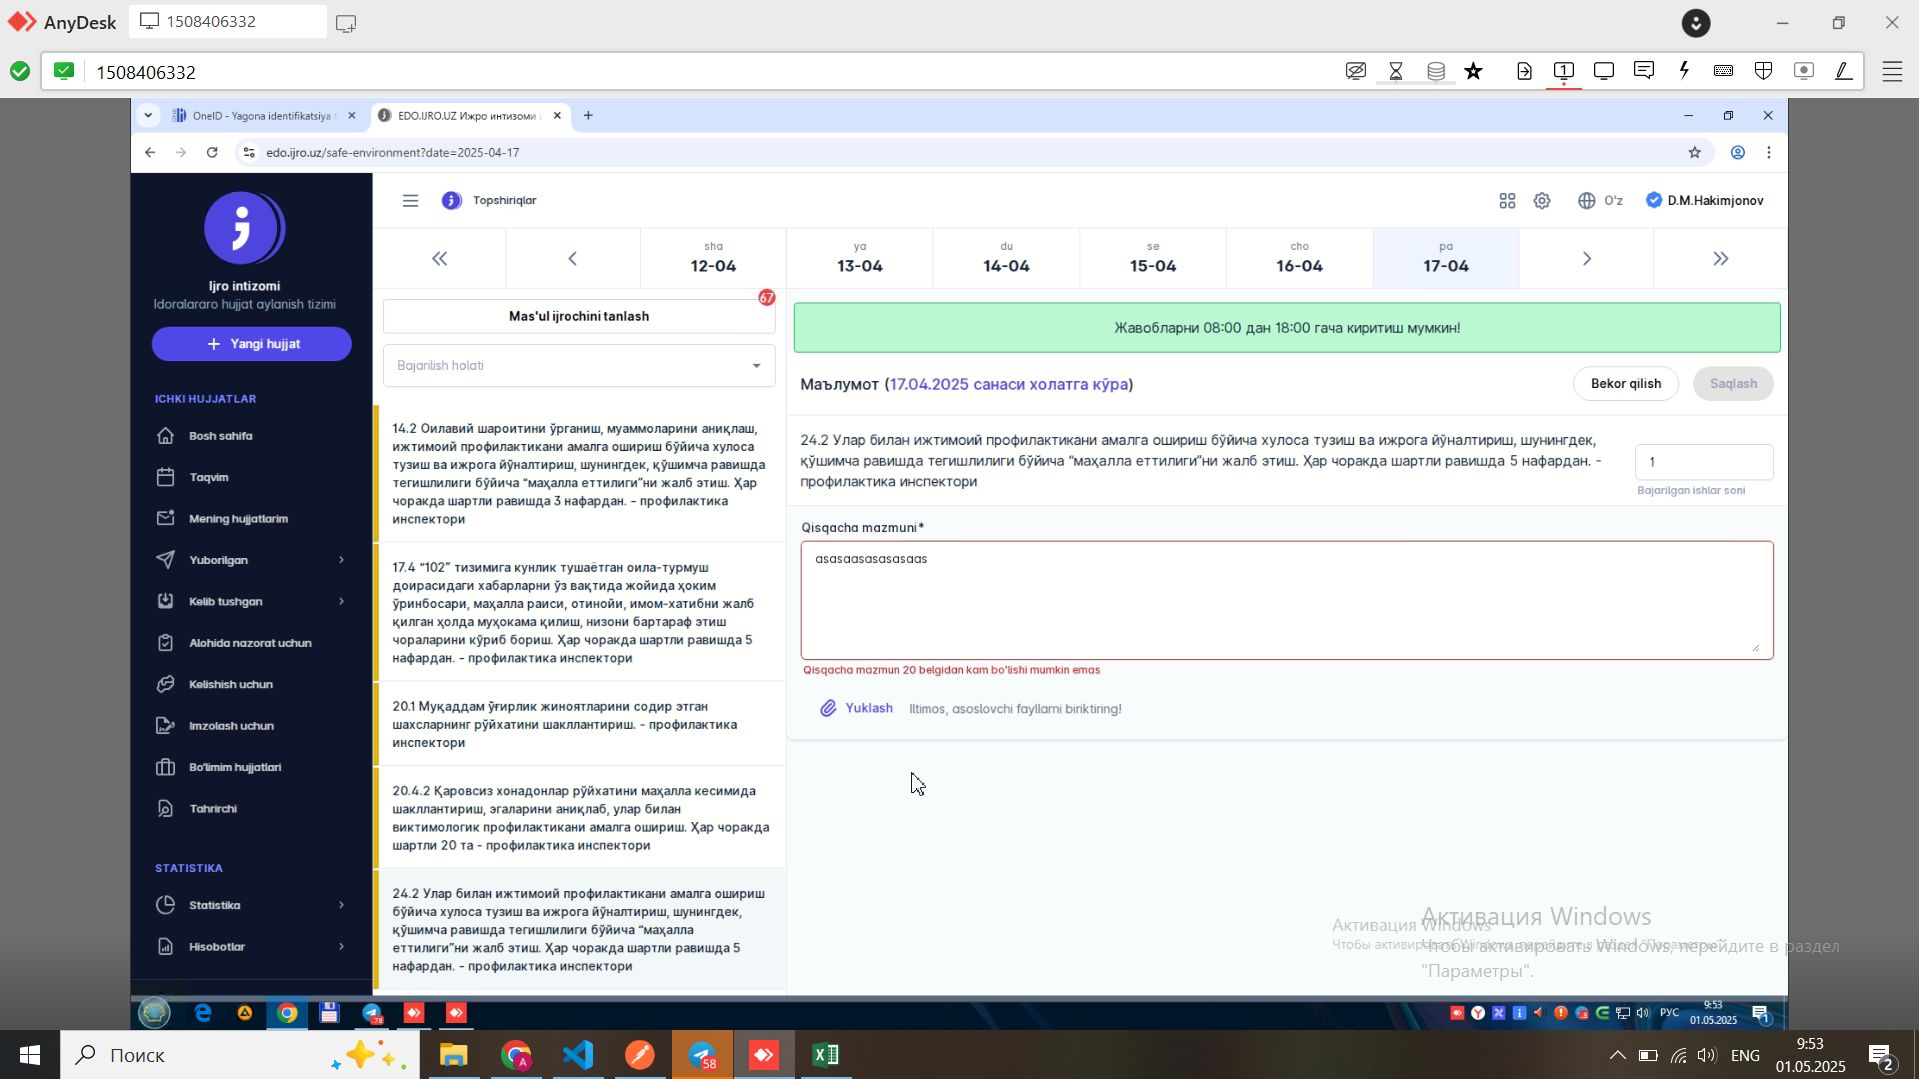 AnyDesk
1508406332
1508406332
OneID - Yagona identifikatsiya t
EDO.IJRO.UZ Ижро интизоми
edo.ijro.uz/safe-environment?date=2025-04-17
Ijro intizomi
Idoralararo hujjat aylanish tizimi
+ Yangi hujjat
ICHKI HUJJATLAR
Bosh sahifa
Taqvim
Mening hujjatlarim
Yuborilgan
Kelib tushgan
Alohida nazorat uchun
Kelishish uchun
Imzolash uchun
Bo'limim hujjatlari
Tahrirchi
STATISTIKA
Statistika
Hisobotlar
Topshiriqlar
O'z
D.M.Hakimjonov
sha
12-04
ya
13-04
du
14-04
se
15-04
cho
16-04
pa
17-04
67
Mas'ul ijrochini tanlash
Bajarilish holati
14.2 Оилавий шароитини ўрганиш, муаммоларини аниқлаш,
ижтимоий профилактикани амалга ошириш бўйича хулоса
тузиш ва ижрога йўналтириш, шунингдек, қўшимча равишда
тегишлилиги бўйича “маҳалла еттилиги”ни жалб этиш. Ҳар
чоракда шартли равишда 3 нафардан. - профилактика
инспектори
17.4 “102” тизимига кунлик тушаётган оила-турмуш
доирасидаги хабарларни ўз вақтида жойида ҳоким
ўринбосари, маҳалла раиси, отинойи, имом-хатибни жалб
қилган ҳолда муҳокама қилиш, низони бартараф этиш
чораларини кўриб бориш. Ҳар чоракда шартли равишда 5
нафардан. - профилактика инспектори
20.1 Муқаддам ўғирлик жиноятларини содир этган
шахсларнинг рўйхатини шакллантириш. - профилактика
инспектори
20.4.2 Қаровсиз хонадонлар рўйхатини маҳалла кесимида
шакллантириш, эгаларини аниқлаб, улар билан
виктимологик профилактикани амалга ошириш. Ҳар чоракда
шартли 20 та - профилактика инспектори
24.2 Улар билан ижтимоий профилактикани амалга ошириш
бўйича хулоса тузиш ва ижрога йўналтириш, шунингдек,
қўшимча равишда тегишлилиги бўйича “маҳалла
еттилиги”ни жалб этиш. Ҳар чоракда шартли равишда 5
нафардан. - профилактика инспектори
Жавобларни 08:00 дан 18:00 гача киритиш мумкин!
Маълумот (17.04.2025 санаси холатга кўра)
Bekor qilish
Saqlash
24.2 Улар билан ижтимоий профилактикани амалга ошириш бўйича хулоса тузиш ва ижрога йўналтириш, шунингдек,
қўшимча равишда тегишлилиги бўйича “маҳалла еттилиги”ни жалб этиш. Ҳар чоракда шартли равишда 5 нафардан. -
профилактика инспектори
1
Bajarilgan ishlar soni
Qisqacha mazmuni*
asasaasasasasaas
Qisqacha mazmun 20 belgidan kam bo'lishi mumkin emas
Yuklash
Iltimos, asoslovchi fayllarni biriktiring!
Активация Windows
Активация Windows
Чтобы активировать Windows, перейдите в раздел
"Параметры".
РУС
9:53
01.05.2025
Поиск
58
ENG
9:53
01.05.2025
2